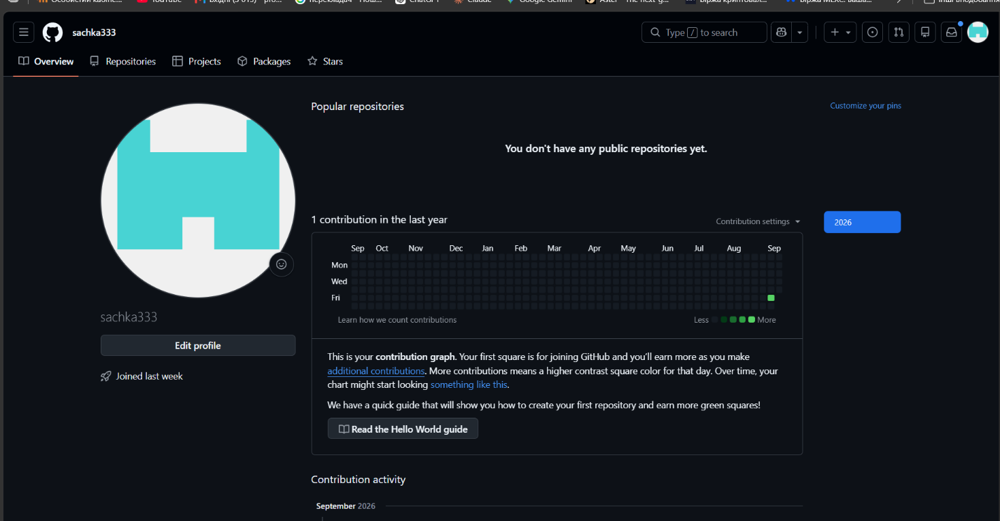 YouTube
ChatGPT
Claude
Google Gemini
sachka333
Type / to search
Overview
Repositories
Projects
Packages
Stars
Popular repositories
Customize your pins
You don't have any public repositories yet.
1 contribution in the last year
Contribution settings
2026
Sep Oct Nov Dec Jan Feb Mar Apr May Jun Jul Aug Sep
Mon
Wed
Fri
Learn how we count contributions
Less More
sachka333
Edit profile
Joined last week
This is your contribution graph. Your first square is for joining GitHub and you'll earn more as you make
additional contributions. More contributions means a higher contrast square color for that day. Over time, your
chart might start looking something like this.
We have a quick guide that will show you how to create your first repository and earn more green squares!
Read the Hello World guide
Contribution activity
September 2026